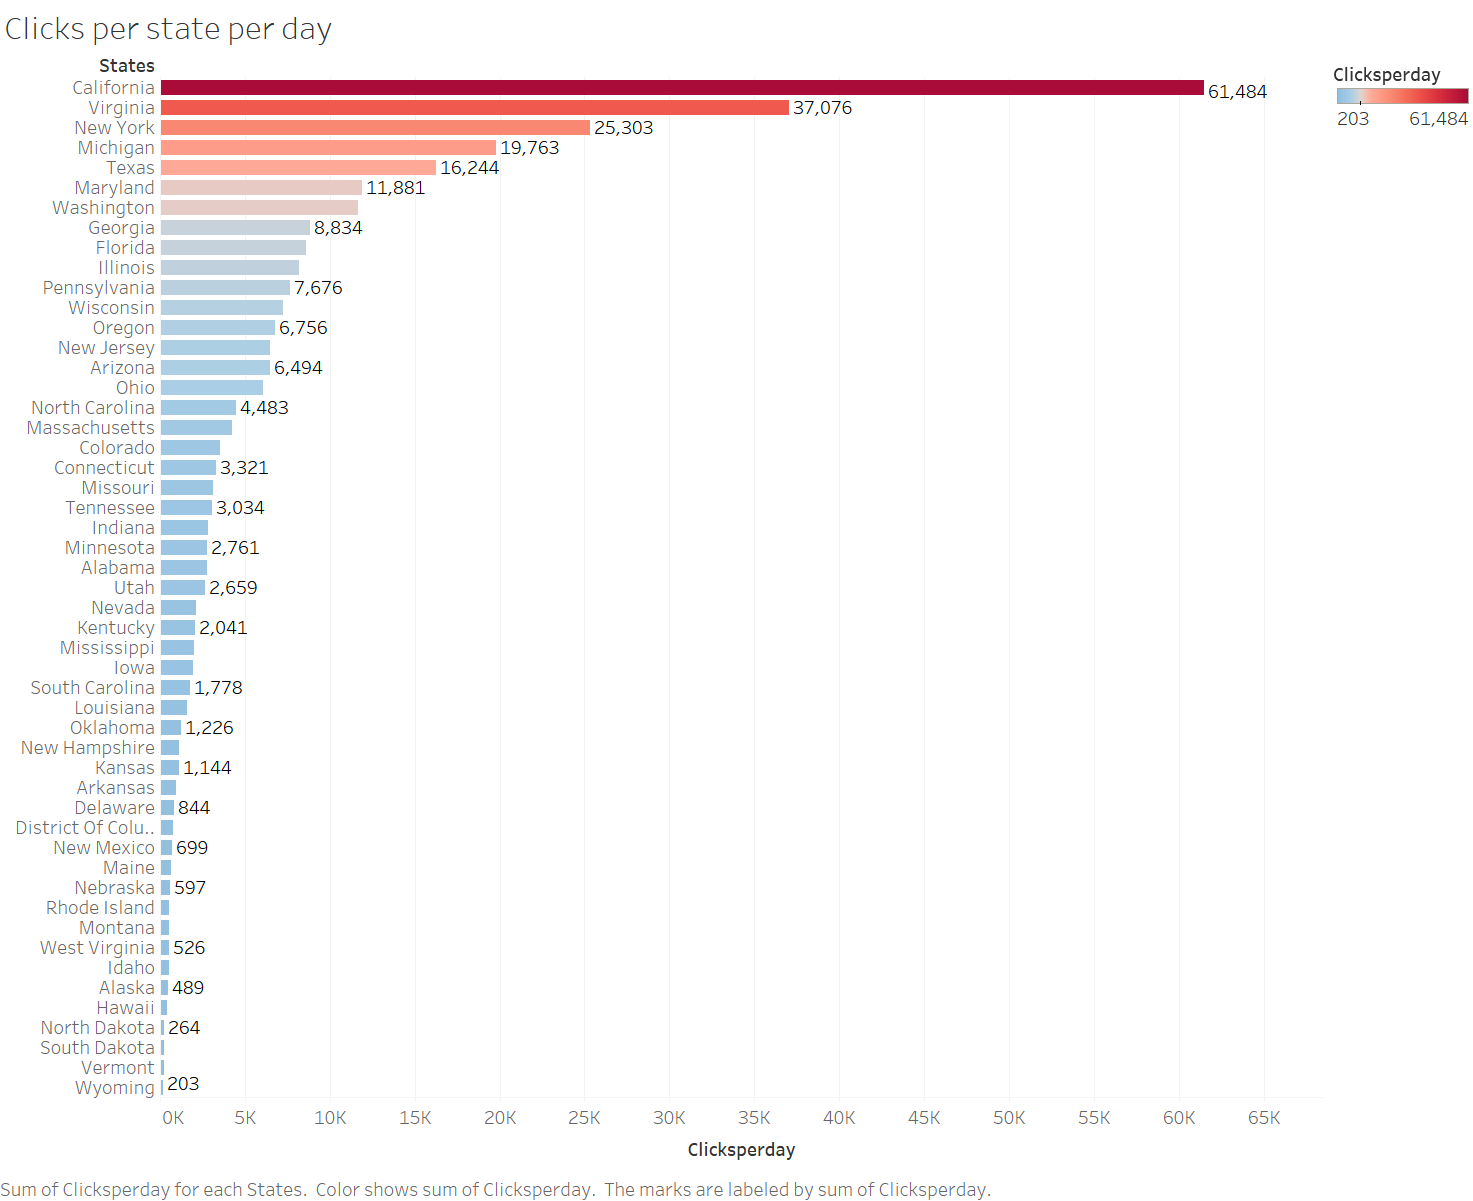 Clicks per state per day
States
California 61,484
Virginia 37,076
New York 25,303
Michigan 19,763
Texas 16,244
Maryland 11,881
Washington
Georgia 8,834
Florida
Illinois
Pennsylvania 7,676
Wisconsin
Oregon 6,756
New Jersey
Arizona 6,494
Ohio
North Carolina 4,483
Massachusetts
Colorado
Connecticut 3,321
Missouri
Tennessee 3,034
Indiana
Minnesota 2,761
Alabama
Utah 2,659
Nevada
Kentucky 2,041
Mississippi
Iowa
South Carolina 1,778
Louisiana
Oklahoma 1,226
New Hampshire
Kansas 1,144
Arkansas
Delaware 844
District Of Colu..
New Mexico 699
Maine
Nebraska 597
Rhode Island
Montana
West Virginia 526
Idaho
Alaska 489
Hawaii
North Dakota 264
South Dakota
Vermont
Wyoming 203
0K 5K 10K 15K 20K 25K 30K 35K 40K 45K 50K 55K 60K 65K
Clicksperday
Clicksperday
203 61,484
Sum of Clicksperday for each States. Color shows sum of Clicksperday. The marks are labeled by sum of Clicksperday.